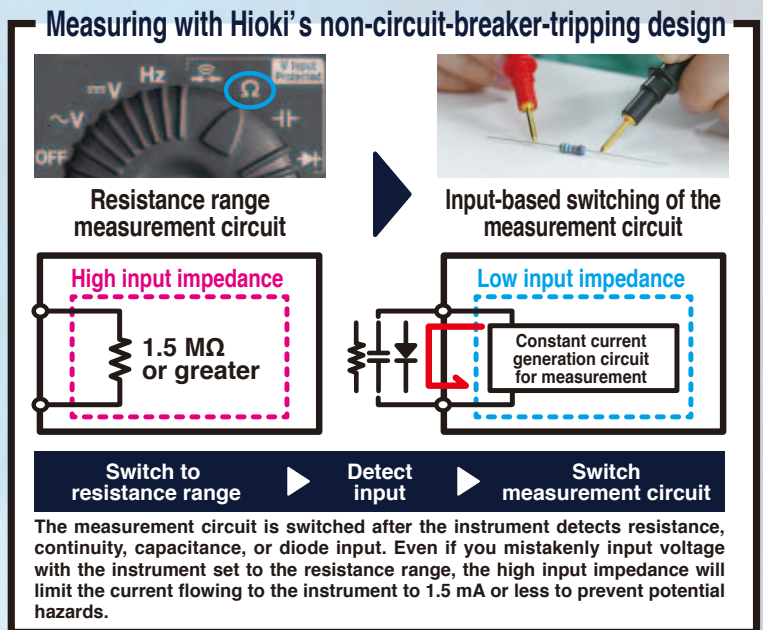 Measuring with Hioki's non-circuit-breaker-tripping design
Hz
V Input
Protected
Ω
⎓V
~V
OFF
Resistance range
measurement circuit
Input-based switching of the
measurement circuit
High input impedance
1.5 MΩ
or greater
Low input impedance
Constant current
generation circuit
for measurement
Switch to
resistance range
Detect
input
Switch
measurement circuit
The measurement circuit is switched after the instrument detects resistance,
continuity, capacitance, or diode input. Even if you mistakenly input voltage
with the instrument set to the resistance range, the high input impedance will
limit the current flowing to the instrument to 1.5 mA or less to prevent potential
hazards.